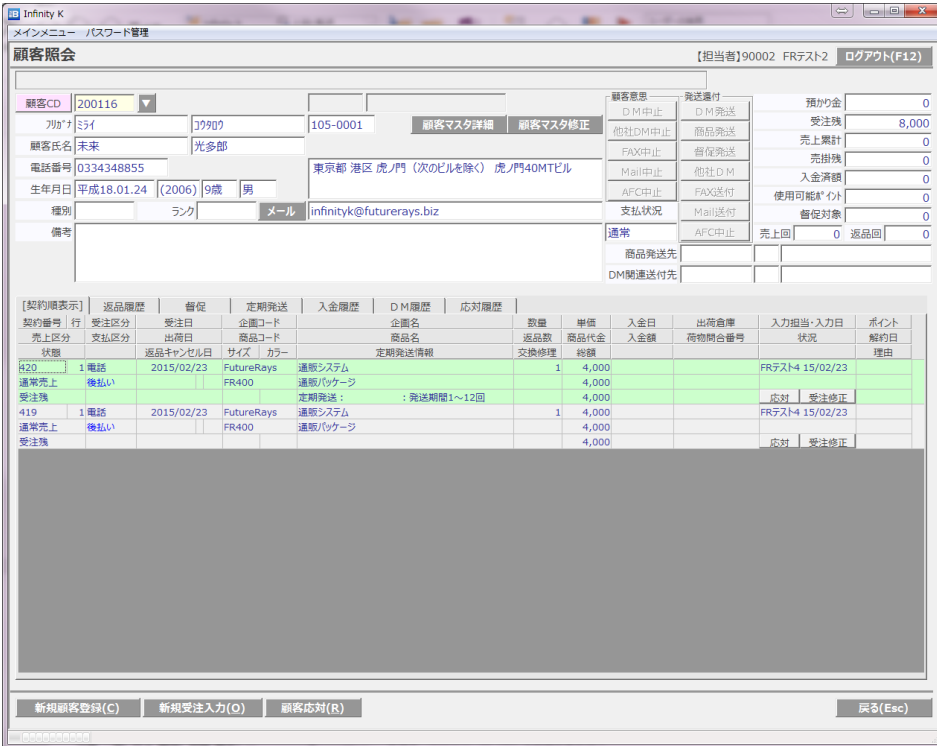 Infinity K
メインメニュー パスワード管理
顧客照会 【担当者】90002 FRテスト2 ログアウト(F12)
顧客CD 200116 顧客意思 発送還付 預かり金 0
DM中止 DM発送
ﾌﾘｶﾞﾅ ﾐﾗｲ ｺｳﾀﾛｳ 105-0001 顧客マスタ詳細 顧客マスタ修正 受注残 8,000
他社DM中止 商品発送
顧客氏名 未来 光多郎 売上累計 0
FAX中止 督促発送
電話番号 0334348855 東京都 港区 虎ノ門（次のビルを除く） 虎ノ門40MTビル 売掛残 0
Mail中止 他社DM
生年月日 平成18.01.24 (2006) 9歳 男 入金済額 0
AFC中止 FAX送付 使用可能ﾎﾟｲﾝﾄ 0
種別 ランク メール infinityk@futurerays.biz 支払状況 Mail送付 督促対象 0
備考 通常 AFC中止 売上回 0 返品回 0
商品発送先
DM関連送付先
[契約順表示] 返品履歴 督促 定期発送 入金履歴 DM履歴 応対履歴
契約番号 行 受注区分 受注日 企画コード 企画名 数量 単価 入金日 出荷倉庫 入力担当・入力日 ポイント
売上区分 支払区分 出荷日 商品コード 商品名 返品数 商品代金 入金額 荷物問合番号 状況 解約日
状態 返品キャンセル日 サイズ カラー 定期発送情報 交換修理 総額 理由
420 1 電話 2015/02/23 FutureRays 通販システム 1 4,000 FRテスト4 15/02/23
通常売上 後払い FR400 通販パッケージ 4,000
受注残 定期発送： ：発送期間1～12回 4,000 応対 受注修正
419 1 電話 2015/02/23 FutureRays 通販システム 1 4,000 FRテスト4 15/02/23
通常売上 後払い FR400 通販パッケージ 4,000
受注残 4,000 応対 受注修正
新規顧客登録(C) 新規受注入力(O) 顧客応対(R) 戻る(Esc)